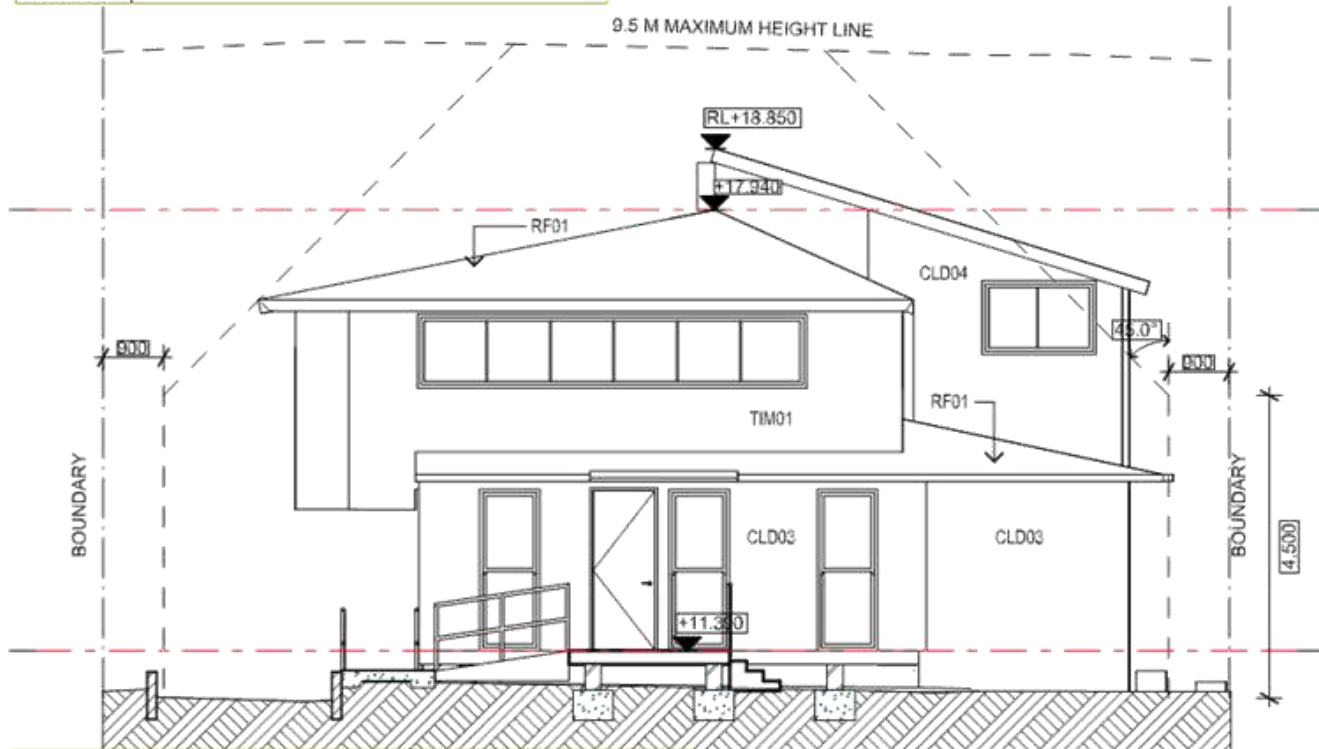 9.5 M MAXIMUM HEIGHT LINE
RL+18.850
+17.940
RF01
CLD04
45.0°
900
900
RF01
TIM01
BOUNDARY
BOUNDARY
CLD03
CLD03
4.500
+11.390